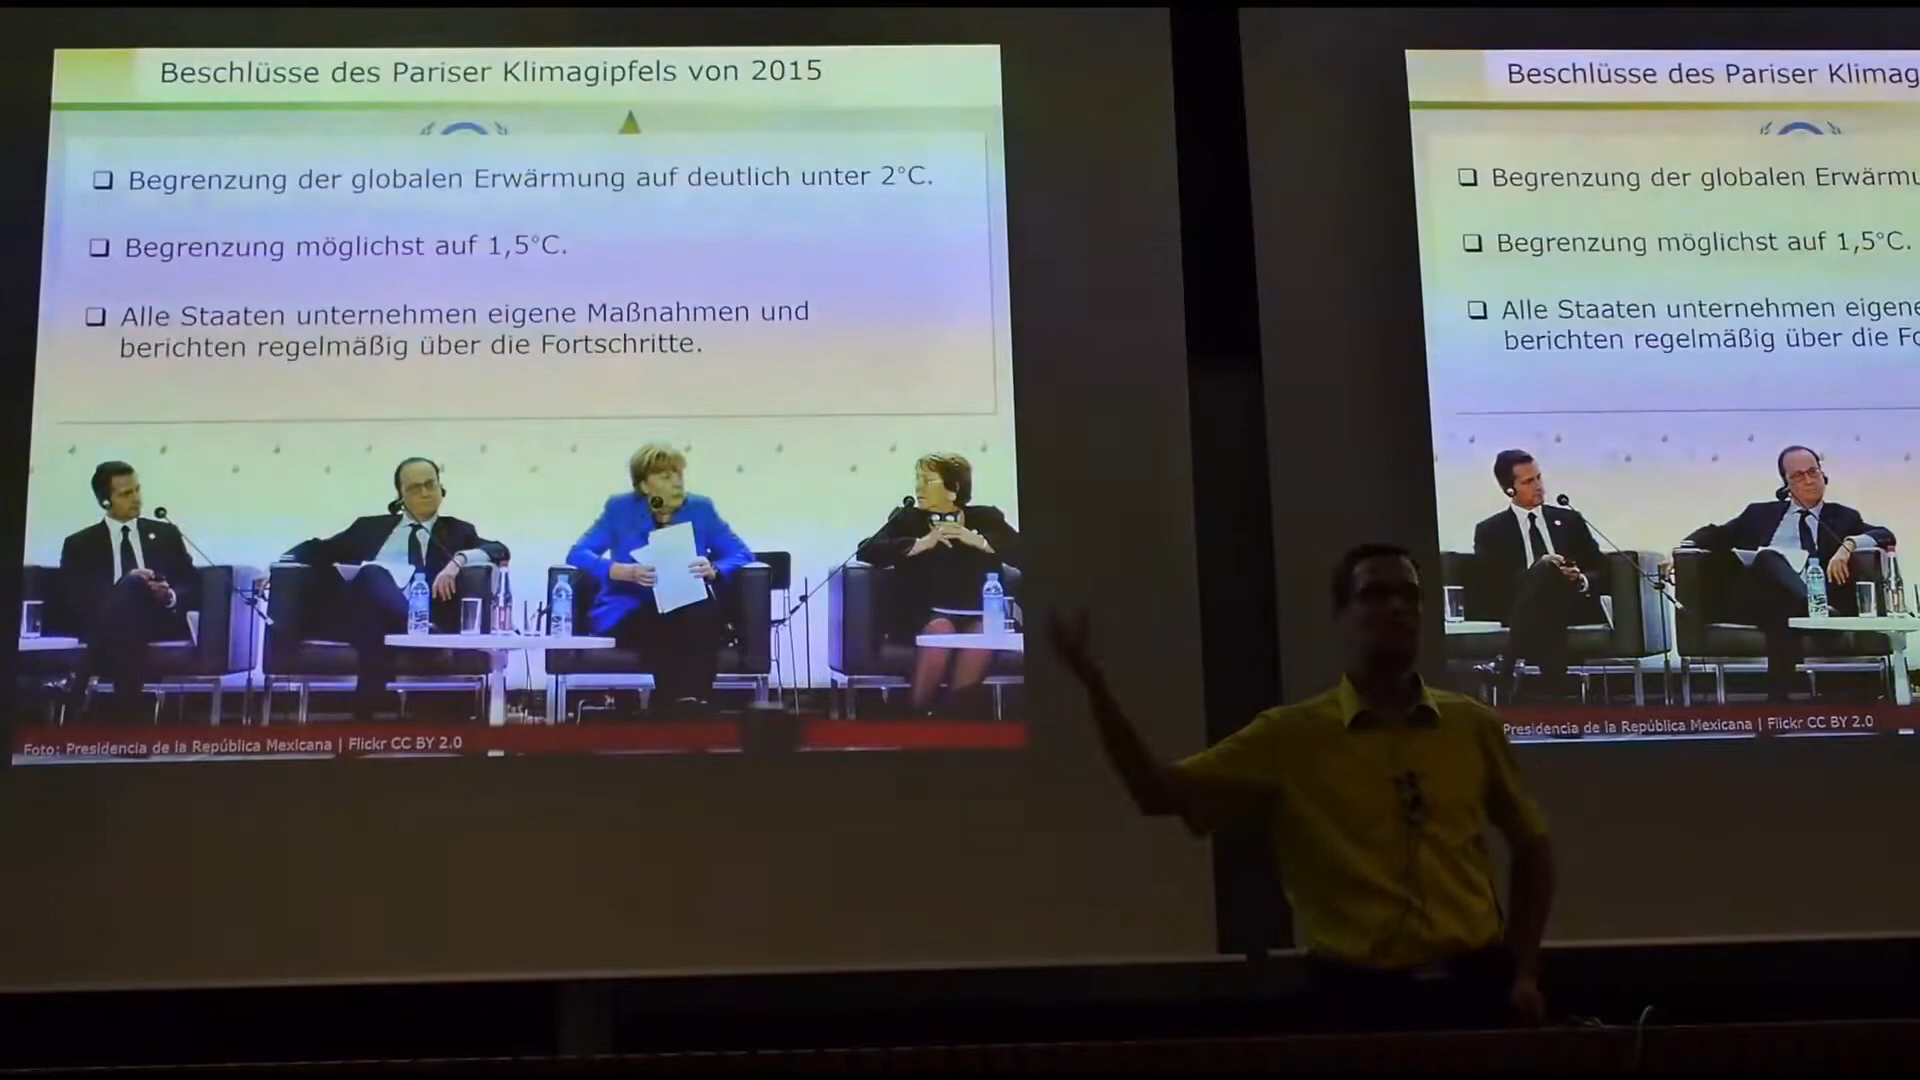 Beschlüsse des Pariser Klimagipfels von 2015
❑ Begrenzung der globalen Erwärmung auf deutlich unter 2°C.
❑ Begrenzung möglichst auf 1,5°C.
❑ Alle Staaten unternehmen eigene Maßnahmen und
berichten regelmäßig über die Fortschritte.
Foto: Presidencia de la República Mexicana | Flickr CC BY 2.0
Beschlüsse des Pariser Klimag
❑ Begrenzung der globalen Erwärmu
❑ Begrenzung möglichst auf 1,5°C.
❑ Alle Staaten unternehmen eigene
berichten regelmäßig über die Fo
Presidencia de la República Mexicana | Flickr CC BY 2.0